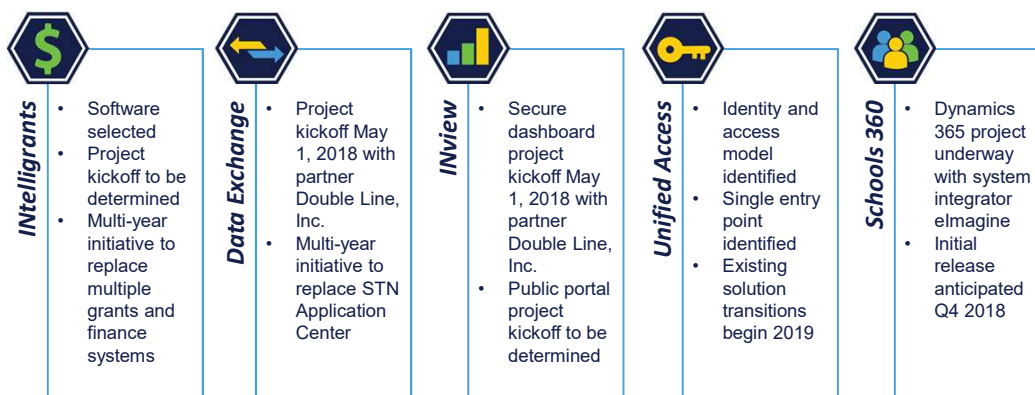 INtelligrants
• Software
selected
• Project
kickoff to be
determined
• Multi-year
initiative to
replace
multiple
grants and
finance
systems
Data Exchange
• Project
kickoff May
1, 2018 with
partner
Double Line,
Inc.
• Multi-year
initiative to
replace STN
Application
Center
INview
• Secure
dashboard
project
kickoff May
1, 2018 with
partner
Double Line,
Inc.
• Public portal
project
kickoff to be
determined
Unified Access
• Identity and
access
model
identified
• Single entry
point
identified
• Existing
solution
transitions
begin 2019
Schools 360
• Dynamics
365 project
underway
with system
integrator
eImagine
• Initial
release
anticipated
Q4 2018